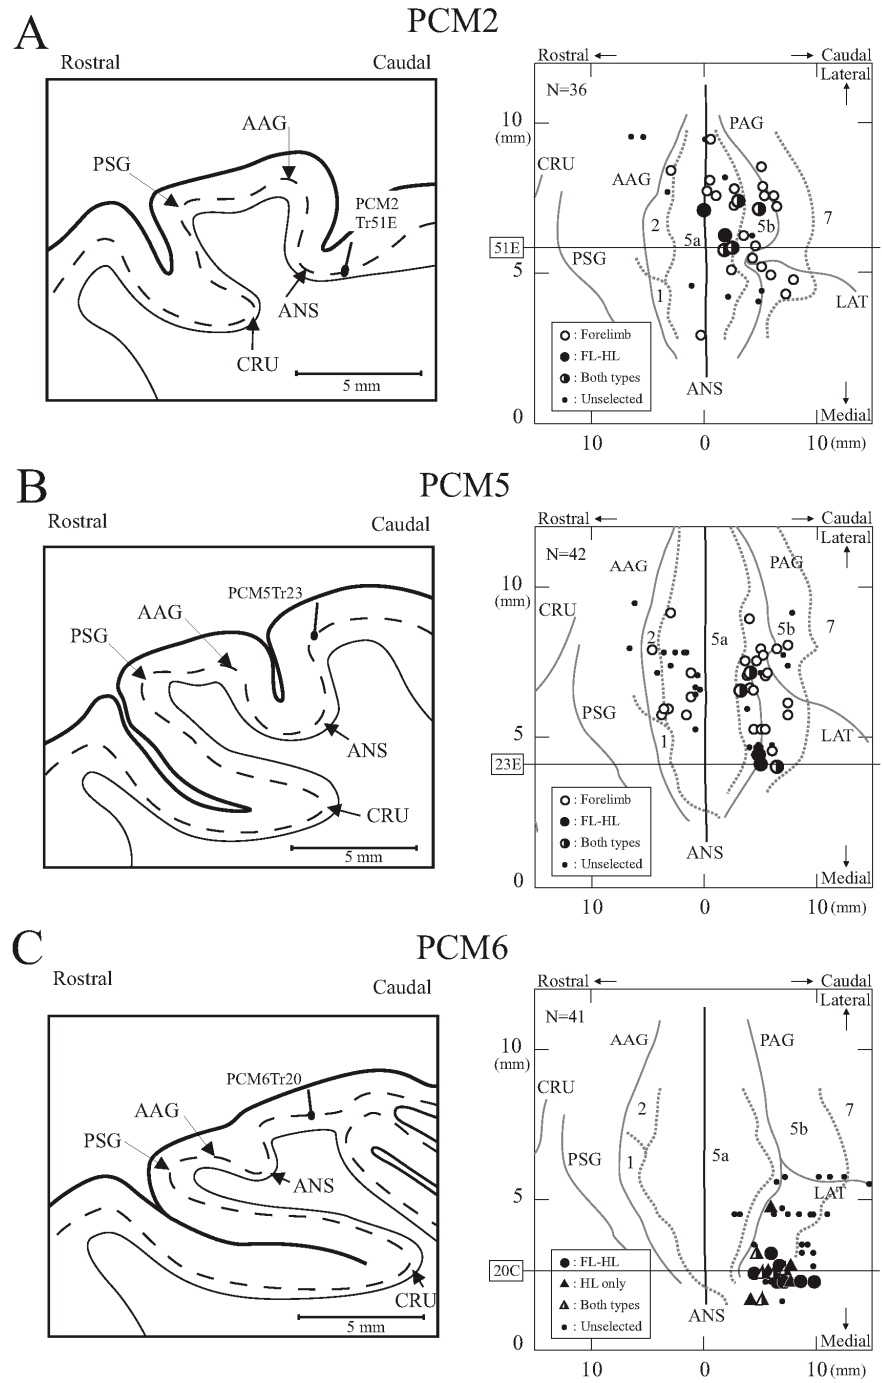 A
PCM2
Rostral
Caudal
AAG
PSG
PCM2
Tr51E
ANS
CRU
5 mm
Rostral
Caudal
Lateral
N=36
10
(mm)
PAG
CRU
AAG
2
5a
5b
7
51E
PSG
5
1
LAT
: Forelimb
: FL-HL
: Both types
: Unselected
ANS
0
Medial
10
0
10 (mm)
B
PCM5
Rostral
Caudal
PCM5Tr23
AAG
PSG
ANS
CRU
5 mm
Rostral
Caudal
Lateral
N=42
AAG
PAG
10
(mm)
CRU
2
5a
5b
7
PSG
5
1
LAT
23E
: Forelimb
: FL-HL
: Both types
: Unselected
ANS
0
Medial
10
0
10 (mm)
C
PCM6
Rostral
Caudal
PCM6Tr20
AAG
PSG
ANS
CRU
5 mm
Rostral
Caudal
Lateral
N=41
AAG
PAG
10
(mm)
CRU
2
7
5b
PSG
1
5a
5
LAT
20C
: FL-HL
: HL only
: Both types
: Unselected
ANS
0
Medial
10
0
10 (mm)